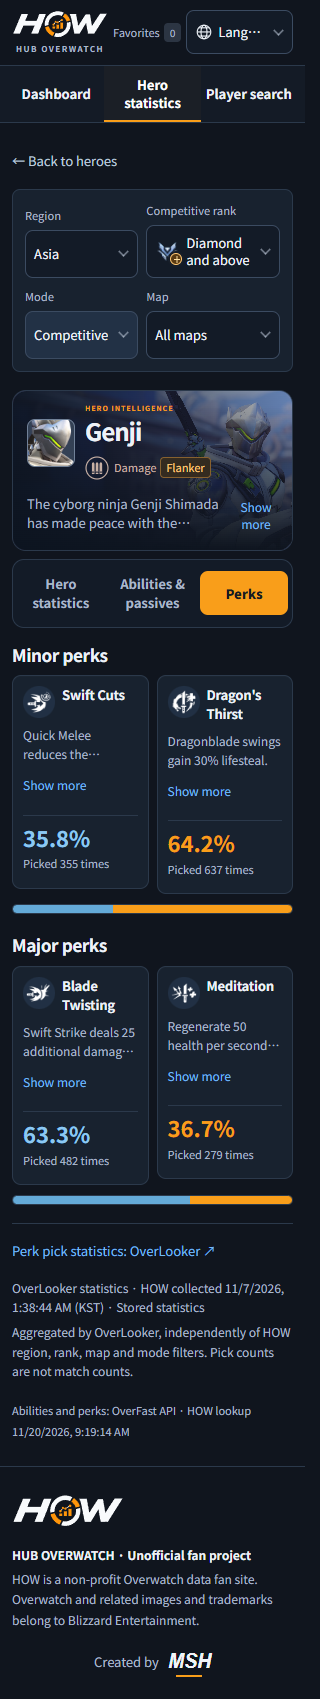 HOW
HUB OVERWATCH
Favorites 0
Lang···
Dashboard
Hero
statistics
Player search
← Back to heroes
Region
Competitive rank
Asia
Diamond
and above
Mode
Map
Competitive
All maps
HERO INTELLIGENCE
Genji
Damage Flanker
The cyborg ninja Genji Shimada
has made peace with the···
Show
more
Hero
statistics
Abilities &
passives
Perks
Minor perks
Swift Cuts
Quick Melee
reduces the···
Show more
35.8%
Picked 355 times
Dragon's
Thirst
Dragonblade swings
gain 30% lifesteal.
Show more
64.2%
Picked 637 times
Major perks
Blade
Twisting
Swift Strike deals 25
additional damag···
Show more
63.3%
Picked 482 times
Meditation
Regenerate 50
health per second···
Show more
36.7%
Picked 279 times
Perk pick statistics: OverLooker ↗
OverLooker statistics · HOW collected 11/7/2026,
1:38:44 AM (KST) · Stored statistics
Aggregated by OverLooker, independently of HOW
region, rank, map and mode filters. Pick counts
are not match counts.
Abilities and perks: OverFast API · HOW lookup
11/20/2026, 9:19:14 AM
HOW
HUB OVERWATCH · Unofficial fan project
HOW is a non-profit Overwatch data fan site.
Overwatch and related images and trademarks
belong to Blizzard Entertainment.
Created by MSH